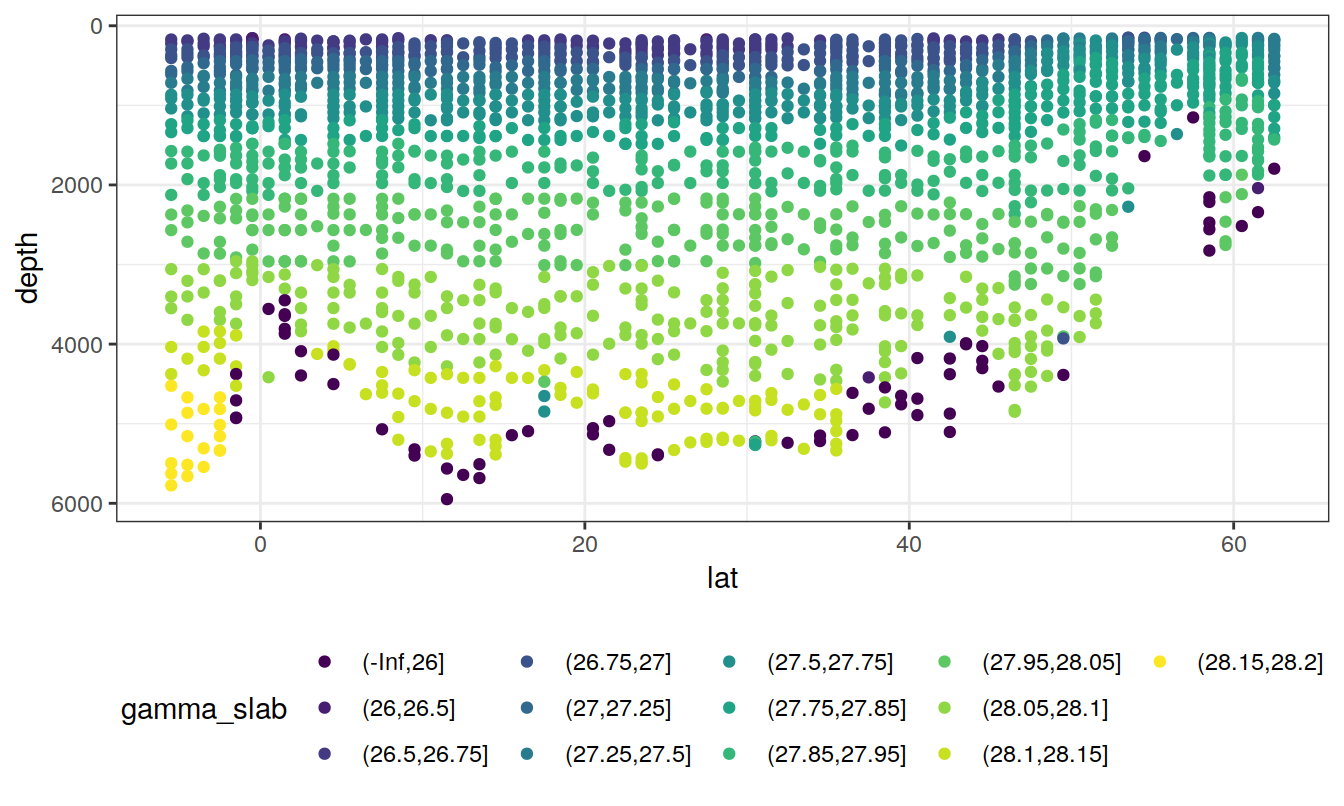 0
2000
4000
6000
depth
0 20 40 60
lat
gamma_slab
(-Inf,26] (26.75,27] (27.5,27.75] (27.95,28.05] (28.15,28.2]
(26,26.5] (27,27.25] (27.75,27.85] (28.05,28.1]
(26.5,26.75] (27.25,27.5] (27.85,27.95] (28.1,28.15]